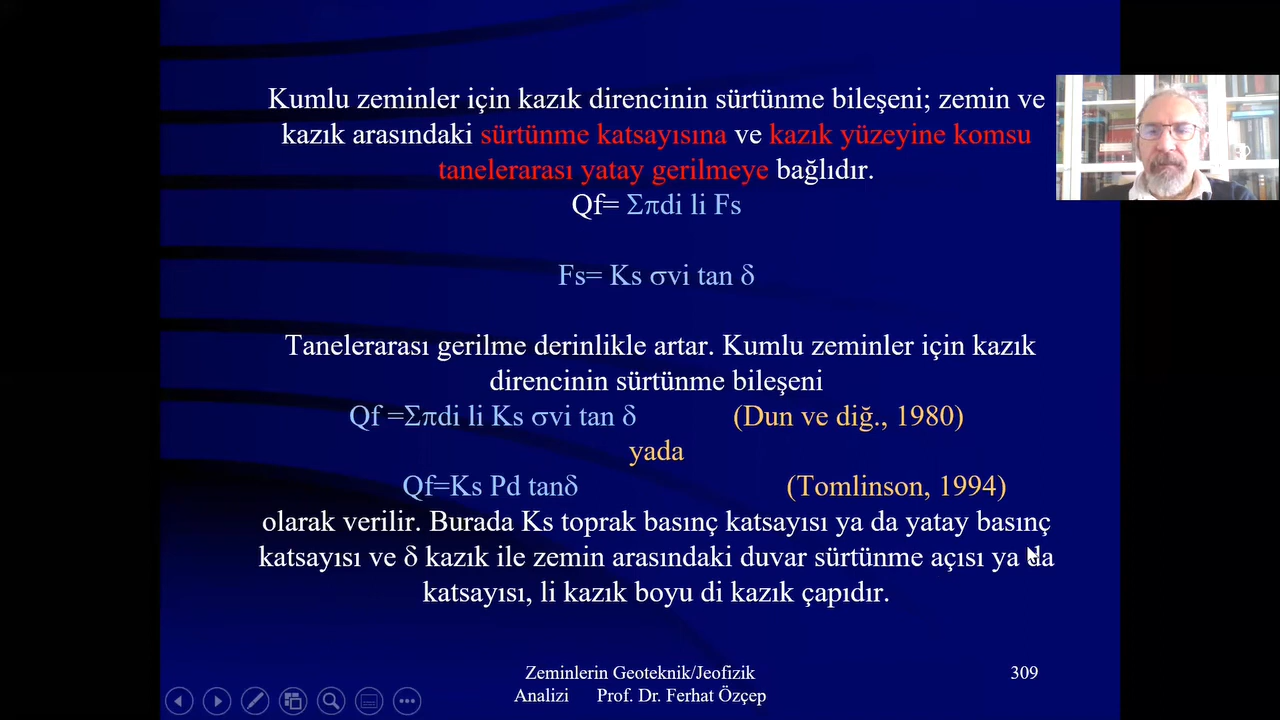 Kumlu zeminler için kazık direncinin sürtünme bileşeni; zemin ve
kazık arasındaki sürtünme katsayısına ve kazık yüzeyine komsu
tanelerarası yatay gerilmeye bağlıdır.
Qf= Σπdi li Fs
Fs= Ks σvi tan δ
Tanelerarası gerilme derinlikle artar. Kumlu zeminler için kazık
direncinin sürtünme bileşeni
Qf =Σπdi li Ks σvi tan δ (Dun ve diğ., 1980)
yada
Qf=Ks Pd tanδ (Tomlinson, 1994)
olarak verilir. Burada Ks toprak basınç katsayısı ya da yatay basınç
katsayısı ve δ kazık ile zemin arasındaki duvar sürtünme açısı ya da
katsayısı, li kazık boyu di kazık çapıdır.
Zeminlerin Geoteknik/Jeofizik
Analizi Prof. Dr. Ferhat Özçep
309